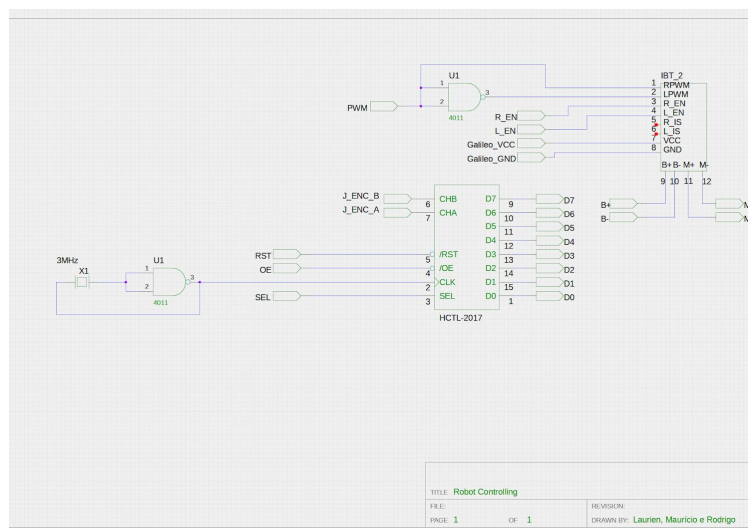 U1
1
2
3
4011
PWM
IBT_2
1 RPWM
2 LPWM
3 R_EN
4 L_EN
5 R_IS
6 L_IS
7 VCC
8 GND
B+ B- M+ M-
9 10 11 12
R_EN
L_EN
Galileo_VCC
Galileo_GND
B+
B-
M
M
J_ENC_B
J_ENC_A
6 CHB
7 CHA
RST
OE
SEL
5 /RST
4 /OE
2 CLK
3 SEL
D7 9 D7
D6 10 D6
D5 11 D5
D4 12 D4
D3 13 D3
D2 14 D2
D1 15 D1
D0 1 D0
HCTL-2017
3MHz
X1
U1
1
2
3
4011
TITLE Robot Controlling
FILE:
REVISION:
PAGE 1 OF 1
DRAWN BY: Laurien, Maurício e Rodrigo